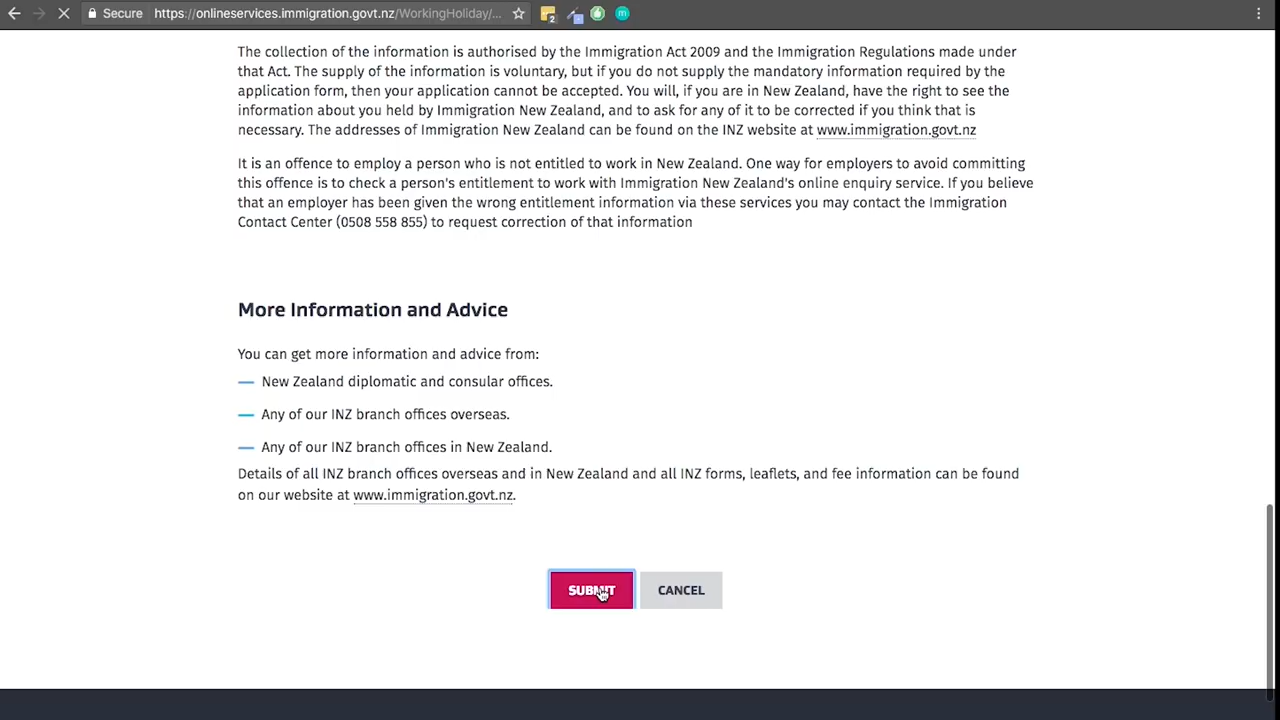 Secure https://onlineservices.immigration.govt.nz/WorkingHoliday/...
2
m
The collection of the information is authorised by the Immigration Act 2009 and the Immigration Regulations made under
that Act. The supply of the information is voluntary, but if you do not supply the mandatory information required by the
application form, then your application cannot be accepted. You will, if you are in New Zealand, have the right to see the
information about you held by Immigration New Zealand, and to ask for any of it to be corrected if you think that is
necessary. The addresses of Immigration New Zealand can be found on the INZ website at www.immigration.govt.nz
It is an offence to employ a person who is not entitled to work in New Zealand. One way for employers to avoid committing
this offence is to check a person's entitlement to work with Immigration New Zealand's online enquiry service. If you believe
that an employer has been given the wrong entitlement information via these services you may contact the Immigration
Contact Center (0508 558 855) to request correction of that information
More Information and Advice
You can get more information and advice from:
New Zealand diplomatic and consular offices.
Any of our INZ branch offices overseas.
Any of our INZ branch offices in New Zealand.
Details of all INZ branch offices overseas and in New Zealand and all INZ forms, leaflets, and fee information can be found
on our website at www.immigration.govt.nz.
SUBMIT CANCEL